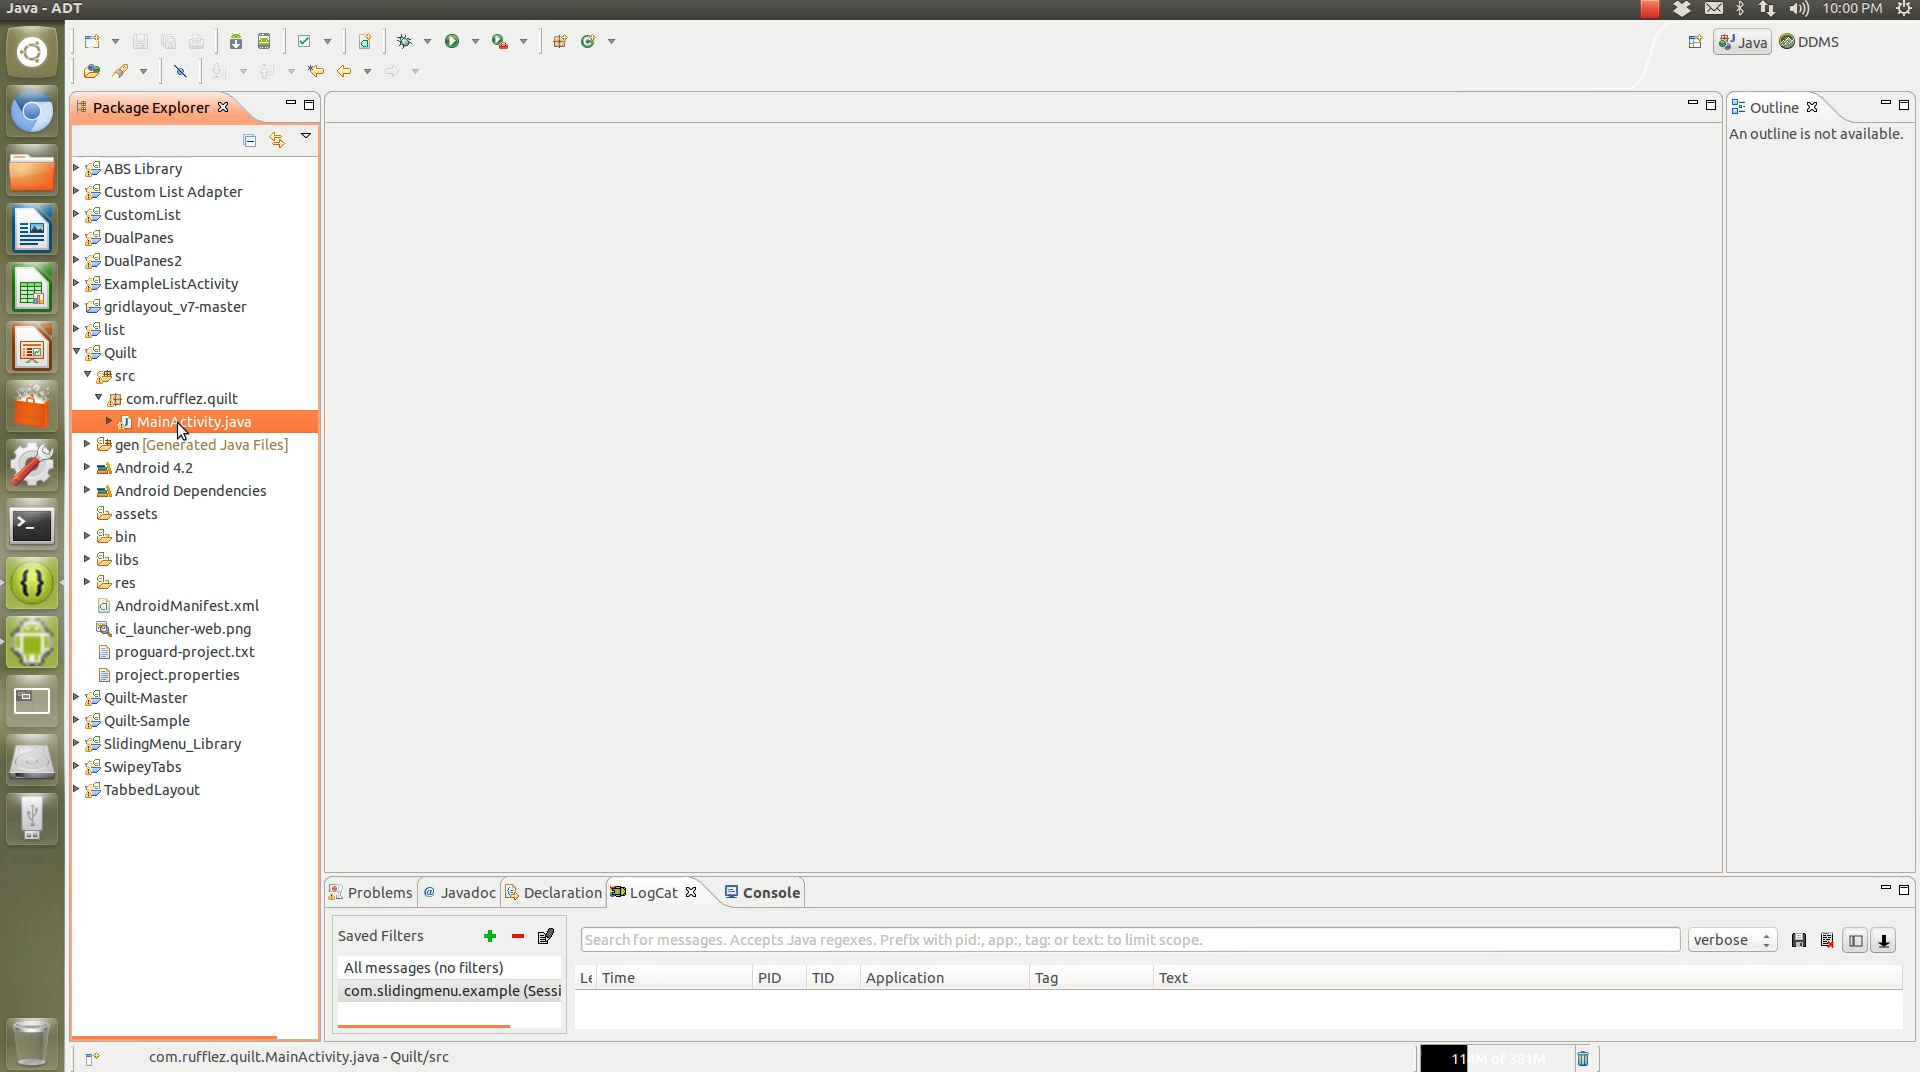 Java - ADT
10:00 PM
Java
DDMS
Package Explorer
Outline
An outline is not available.
ABS Library
Custom List Adapter
CustomList
DualPanes
DualPanes2
ExampleListActivity
gridlayout_v7-master
list
Quilt
src
com.rufflez.quilt
MainActivity.java
gen [Generated Java Files]
Android 4.2
Android Dependencies
assets
bin
libs
res
AndroidManifest.xml
ic_launcher-web.png
proguard-project.txt
project.properties
Quilt-Master
Quilt-Sample
SlidingMenu_Library
SwipeyTabs
TabbedLayout
Problems @ Javadoc Declaration LogCat Console
Saved Filters
Search for messages. Accepts Java regexes. Prefix with pid:, app:, tag: or text: to limit scope.
verbose
All messages (no filters)
com.slidingmenu.example (Sessi
Le Time PID TID Application Tag Text
com.rufflez.quilt.MainActivity.java - Quilt/src
114M of 381M